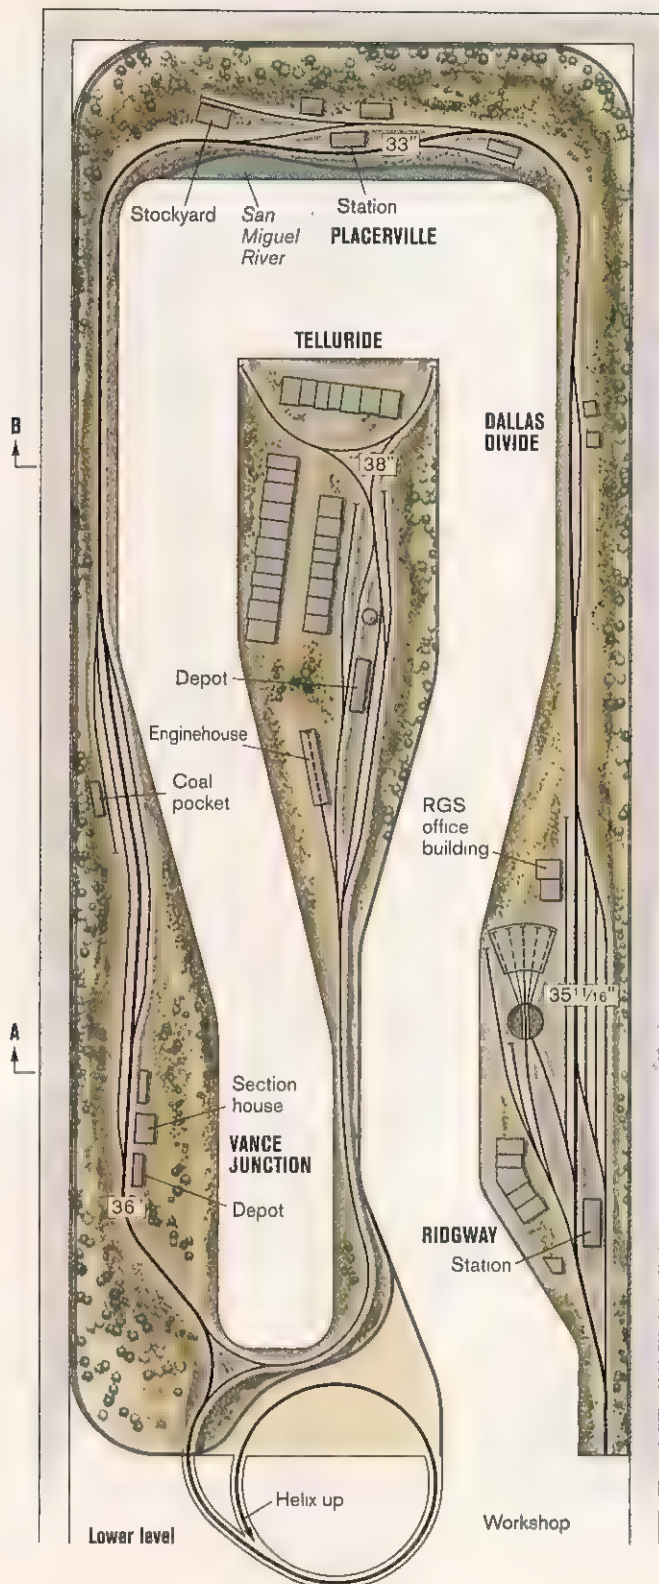 33"
Stockyard
San
Miguel
River
Station
PLACERVILLE
TELLURIDE
B
DALLAS
DIVIDE
38"
Depot
Enginehouse
Coal
pocket
RGS
office
building
35 11/16"
A
Section
house
VANCE
JUNCTION
36"
Depot
RIDGWAY
Station
Helix up
Lower level
Workshop